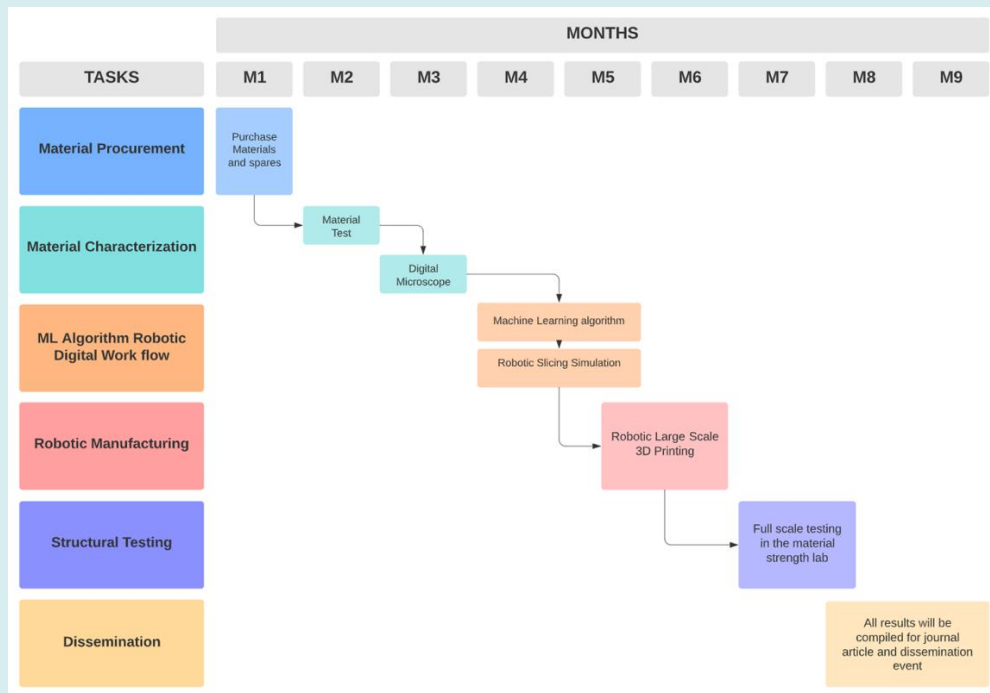 MONTHS
TASKS
M1
M2
M3
M4
M5
M6
M7
M8
M9
Material Procurement
Purchase
Materials
and spares
Material Characterization
Material
Test
Digital
Microscope
ML Algorithm Robotic
Digital Work flow
Machine Learning algorithm
Robotic Slicing Simulation
Robotic Manufacturing
Robotic Large Scale
3D Printing
Structural Testing
Full scale testing
in the material
strength lab
Dissemination
All results will be
compiled for journal
article and dissemination
event